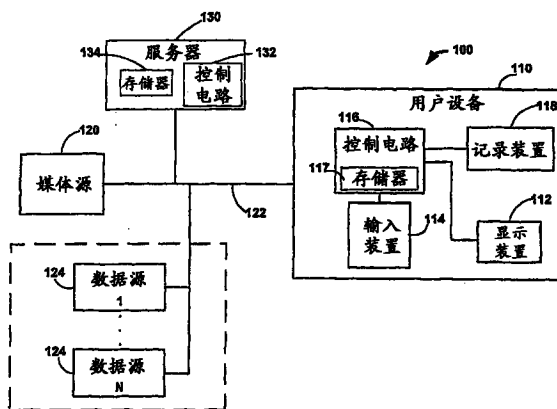 130
服务器
134
132
存储器
控制
电路
100
110
用户设备
116
控制电路
117
存储器
118
记录装置
120
媒体源
122
输入
装置
114
112
显示
装置
124
数据源
1
124
数据源
N